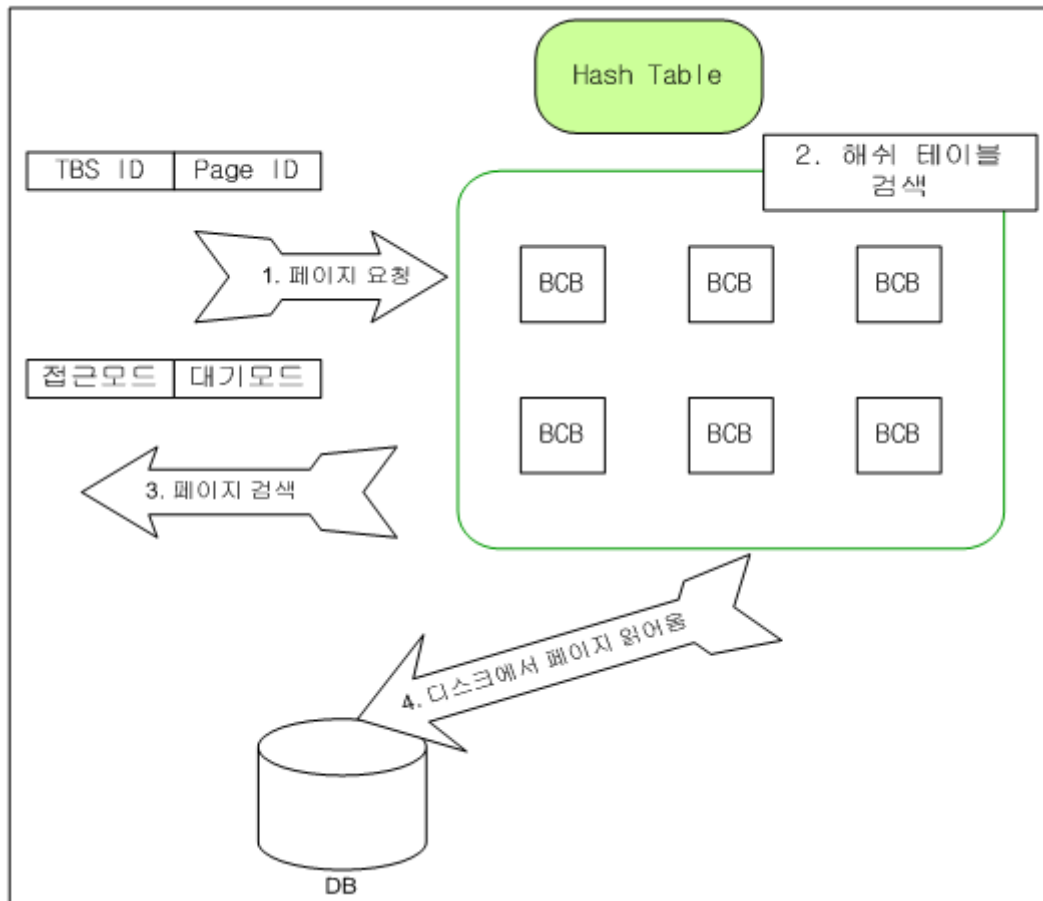 Hash Table
2. 해쉬 테이블
검색
TBS ID Page ID
1. 페이지 요청
BCB BCB BCB
접근모드 대기모드
BCB BCB BCB
3. 페이지 검색
4. 디스크에서 페이지 읽어옴
DB